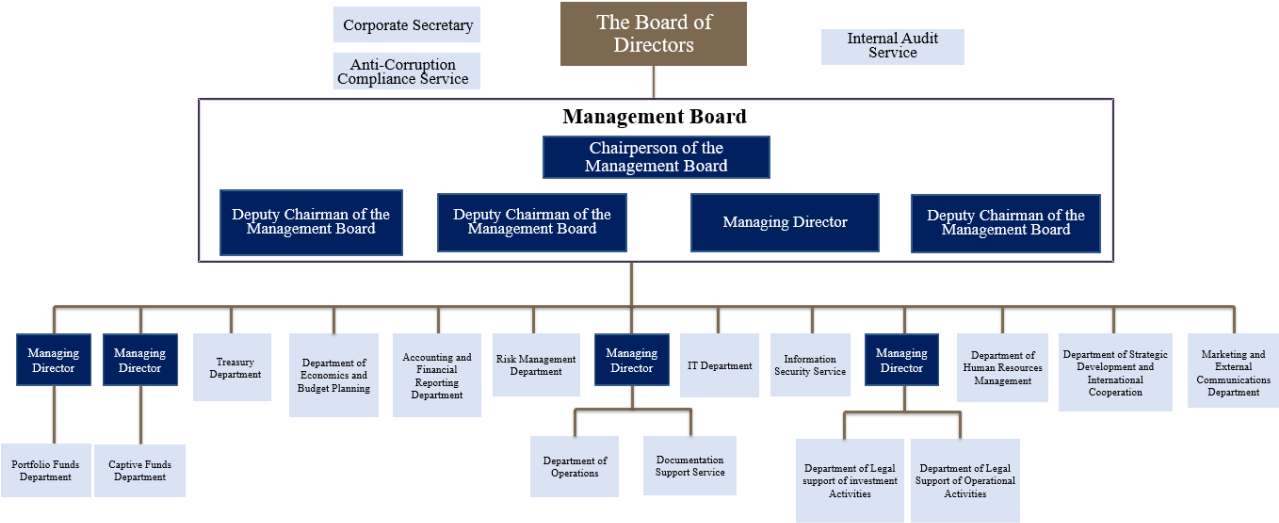 Corporate Secretary
The Board of
Directors
Internal Audit
Service
Anti-Corruption
Compliance Service
Management Board
Chairperson of the
Management Board
Deputy Chairman of the
Management Board
Deputy Chairman of the
Management Board
Managing Director
Deputy Chairman of the
Management Board
Managing
Director
Managing
Director
Treasury
Department
Department of
Economics and
Budget Planning
Accounting and
Financial
Reporting
Department
Risk Management
Department
Managing
Director
IT Department
Information
Security Service
Managing
Director
Department of
Human Resources
Management
Department of Strategic
Development and
International
Cooperation
Marketing and
External
Communications
Department
Portfolio Funds
Department
Captive Funds
Department
Department of
Operations
Documentation
Support Service
Department of Legal
support of investment
Activities
Department of Legal
Support of Operational
Activities